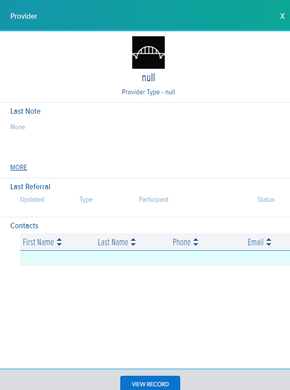 Provider X
null
Provider Type - null
Last Note
None
MORE
Last Referral
Updated Type Participant Status
Contacts
First Name Last Name Phone Email
VIEW RECORD